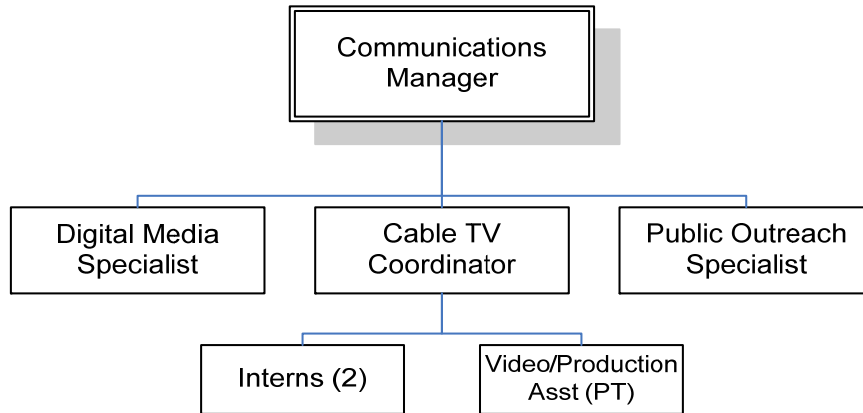 Communications
Manager
Digital Media
Specialist
Cable TV
Coordinator
Public Outreach
Specialist
Interns (2)
Video/Production
Asst (PT)